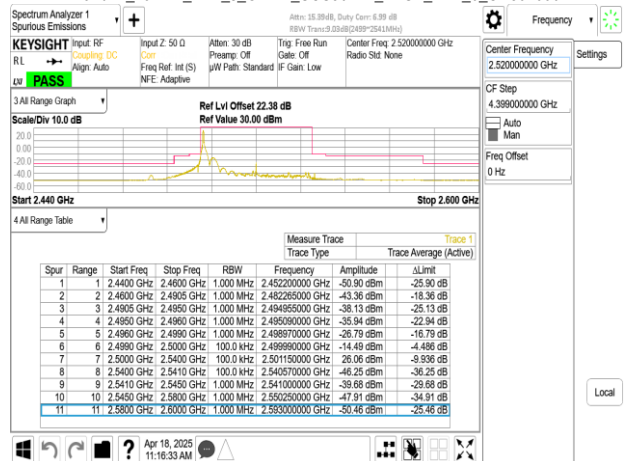 Spectrum Analyzer 1
Spurious Emissions
Attn: 15.39dB, Duty Corr: 6.99 dB
RBW Trans:9.03dB(2499~2541MHz)
Frequency
KEYSIGHT
RL
LXI
PASS
Input: RF
Coupling: DC
Align: Auto
Input Z: 50 Ω
Corr
Freq Ref: Int (S)
NFE: Adaptive
Atten: 30 dB
Preamp: Off
µW Path: Standard
Trig: Free Run
Gate: Off
IF Gain: Low
Center Freq: 2.520000000 GHz
Radio Std: None
Center Frequency
2.520000000 GHz
Settings
CF Step
4.399000000 GHz
Auto
Man
Freq Offset
0 Hz
Local
3 All Range Graph
Scale/Div 10.0 dB
Ref Lvl Offset 22.38 dB
Ref Value 30.00 dBm
20.0
0.00
-20.0
-40.0
-60.0
Start 2.440 GHz
Stop 2.600 GHz
4 All Range Table
Measure Trace Trace 1
Trace Type Trace Average (Active)
Spur Range Start Freq Stop Freq RBW Frequency Amplitude ΔLimit
1 1 2.4400 GHz 2.4600 GHz 1.000 MHz 2.452200000 GHz -50.90 dBm -25.90 dB
2 2 2.4600 GHz 2.4905 GHz 1.000 MHz 2.482265000 GHz -43.36 dBm -18.36 dB
3 3 2.4905 GHz 2.4950 GHz 1.000 MHz 2.494955000 GHz -38.13 dBm -25.13 dB
4 4 2.4950 GHz 2.4960 GHz 1.000 MHz 2.495090000 GHz -35.94 dBm -22.94 dB
5 5 2.4960 GHz 2.4990 GHz 1.000 MHz 2.498970000 GHz -26.79 dBm -16.79 dB
6 6 2.4990 GHz 2.5000 GHz 100.0 kHz 2.499990000 GHz -14.49 dBm -4.486 dB
7 7 2.5000 GHz 2.5400 GHz 100.0 kHz 2.501150000 GHz 26.06 dBm -9.936 dB
8 8 2.5400 GHz 2.5410 GHz 100.0 kHz 2.540570000 GHz -46.25 dBm -36.25 dB
9 9 2.5410 GHz 2.5450 GHz 1.000 MHz 2.541000000 GHz -39.68 dBm -29.68 dB
10 10 2.5450 GHz 2.5800 GHz 1.000 MHz 2.550250000 GHz -47.91 dBm -34.91 dB
11 11 2.5800 GHz 2.6000 GHz 1.000 MHz 2.593000000 GHz -50.46 dBm -25.46 dB
?
Apr 18, 2025
11:16:33 AM